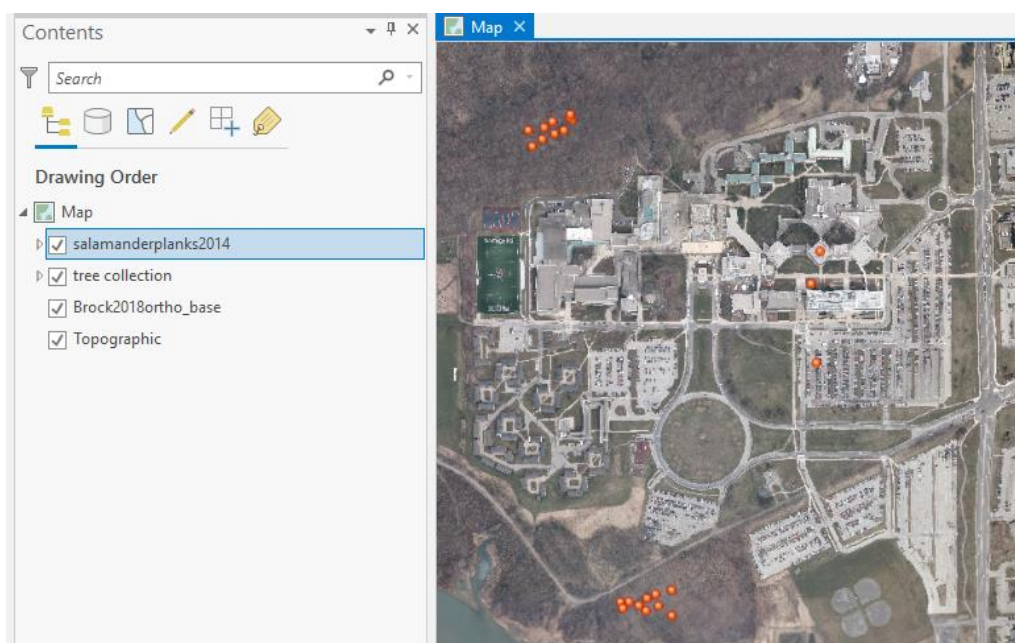 Contents
Map
Search
Drawing Order
Map
salamanderplanks2014
tree collection
Brock2018ortho_base
Topographic